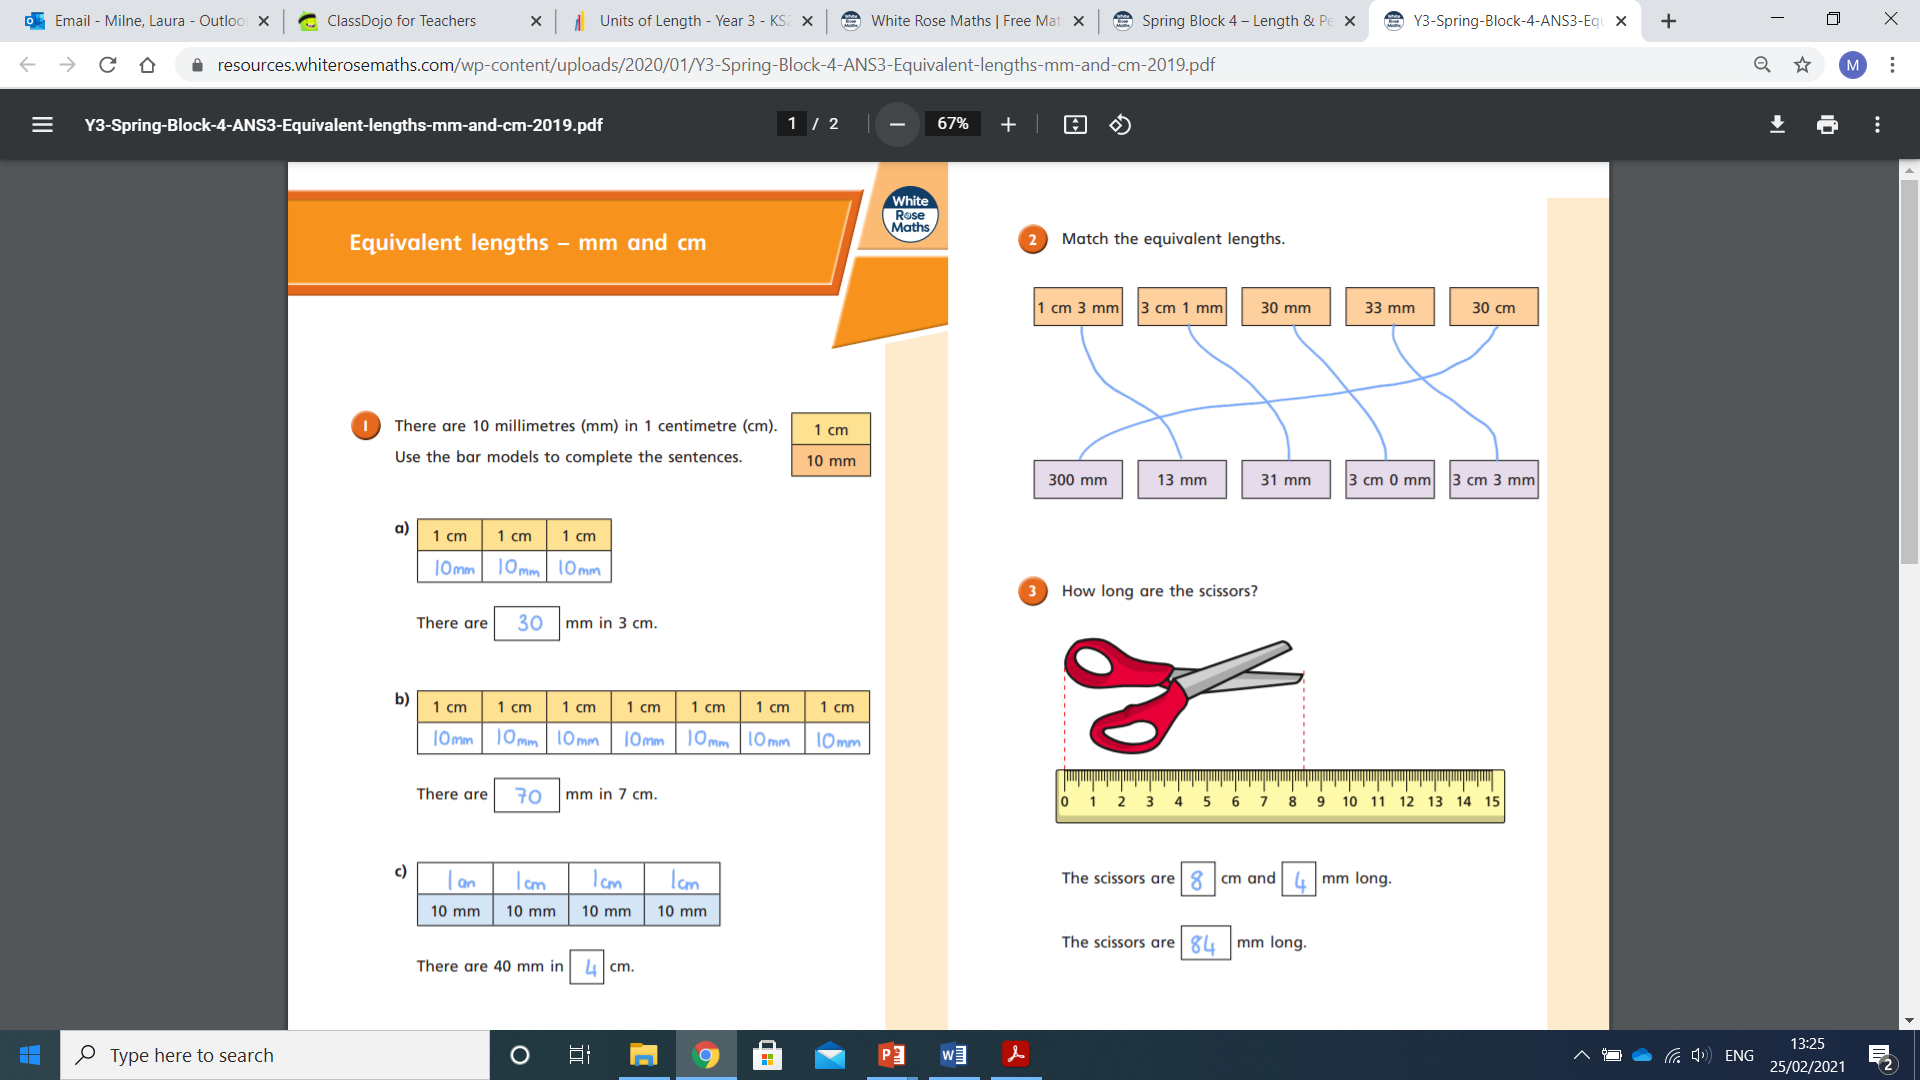 Email - Milne, Laura - Outloo
ClassDojo for Teachers
Units of Length - Year 3 - KS2
White Rose Maths | Free Mat
Spring Block 4 – Length & Pe
Y3-Spring-Block-4-ANS3-Equ
resources.whiterosemaths.com/wp-content/uploads/2020/01/Y3-Spring-Block-4-ANS3-Equivalent-lengths-mm-and-cm-2019.pdf
M
Y3-Spring-Block-4-ANS3-Equivalent-lengths-mm-and-cm-2019.pdf
1 / 2
67%
Equivalent lengths – mm and cm
White
Rose
Maths
1 There are 10 millimetres (mm) in 1 centimetre (cm).
Use the bar models to complete the sentences.
1 cm
10 mm
a) 1 cm 1 cm 1 cm
10mm 10mm 10mm
There are 30 mm in 3 cm.
b) 1 cm 1 cm 1 cm 1 cm 1 cm 1 cm 1 cm
10mm 10mm 10mm 10mm 10mm 10mm 10mm
There are 70 mm in 7 cm.
c) 1cm 1cm 1cm 1cm
10 mm 10 mm 10 mm 10 mm
There are 40 mm in 4 cm.
2 Match the equivalent lengths.
1 cm 3 mm 3 cm 1 mm 30 mm 33 mm 30 cm
300 mm 13 mm 31 mm 3 cm 0 mm 3 cm 3 mm
3 How long are the scissors?
0 1 2 3 4 5 6 7 8 9 10 11 12 13 14 15
The scissors are 8 cm and 4 mm long.
The scissors are 84 mm long.
Type here to search
ENG
13:25
25/02/2021
2